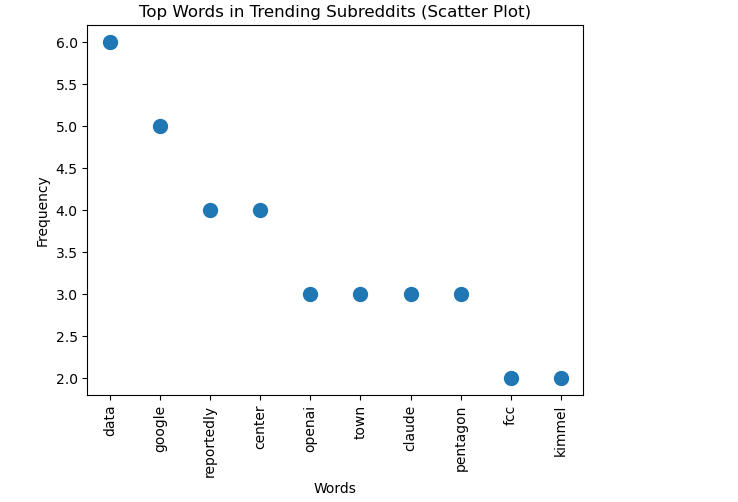 Top Words in Trending Subreddits (Scatter Plot)
6.0
5.5
5.0
4.5
4.0
3.5
3.0
2.5
2.0
Frequency
data
google
reportedly
center
openai
town
claude
pentagon
fcc
kimmel
Words